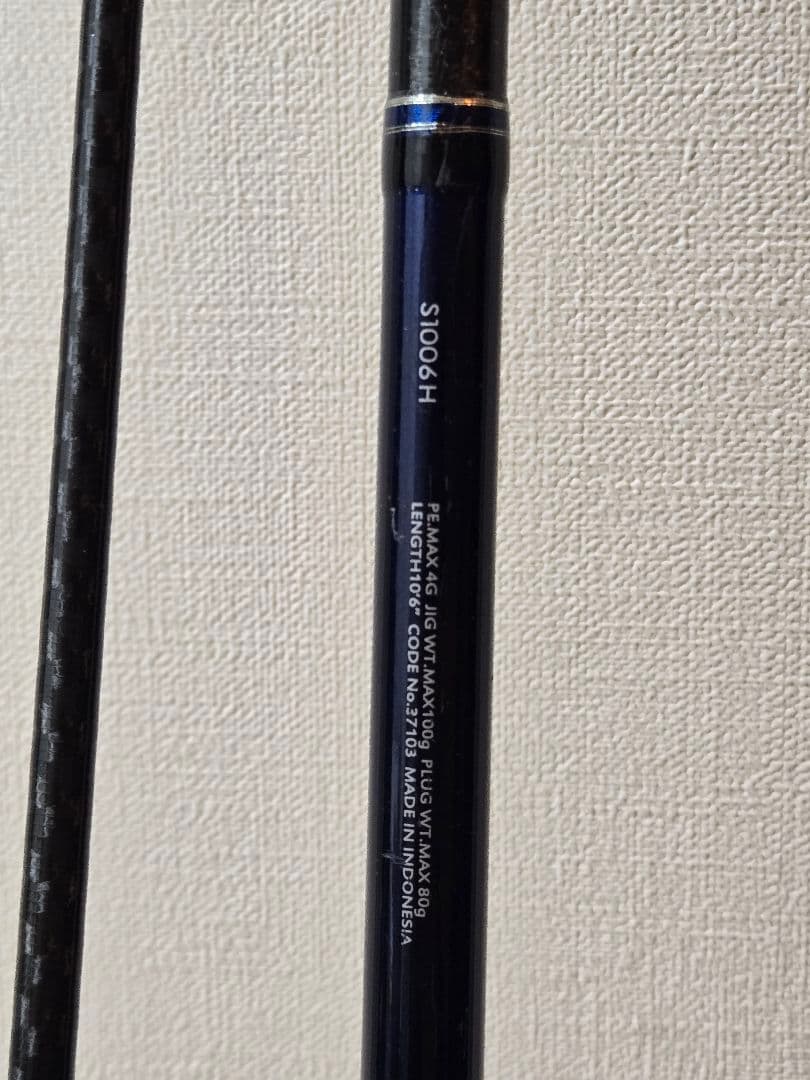 S1006H
PE.MAX 4G JIG WT.MAX100g PLUG WT.MAX 80g
LENGTH10'6" CODE No.37103 MADE IN INDONESIA